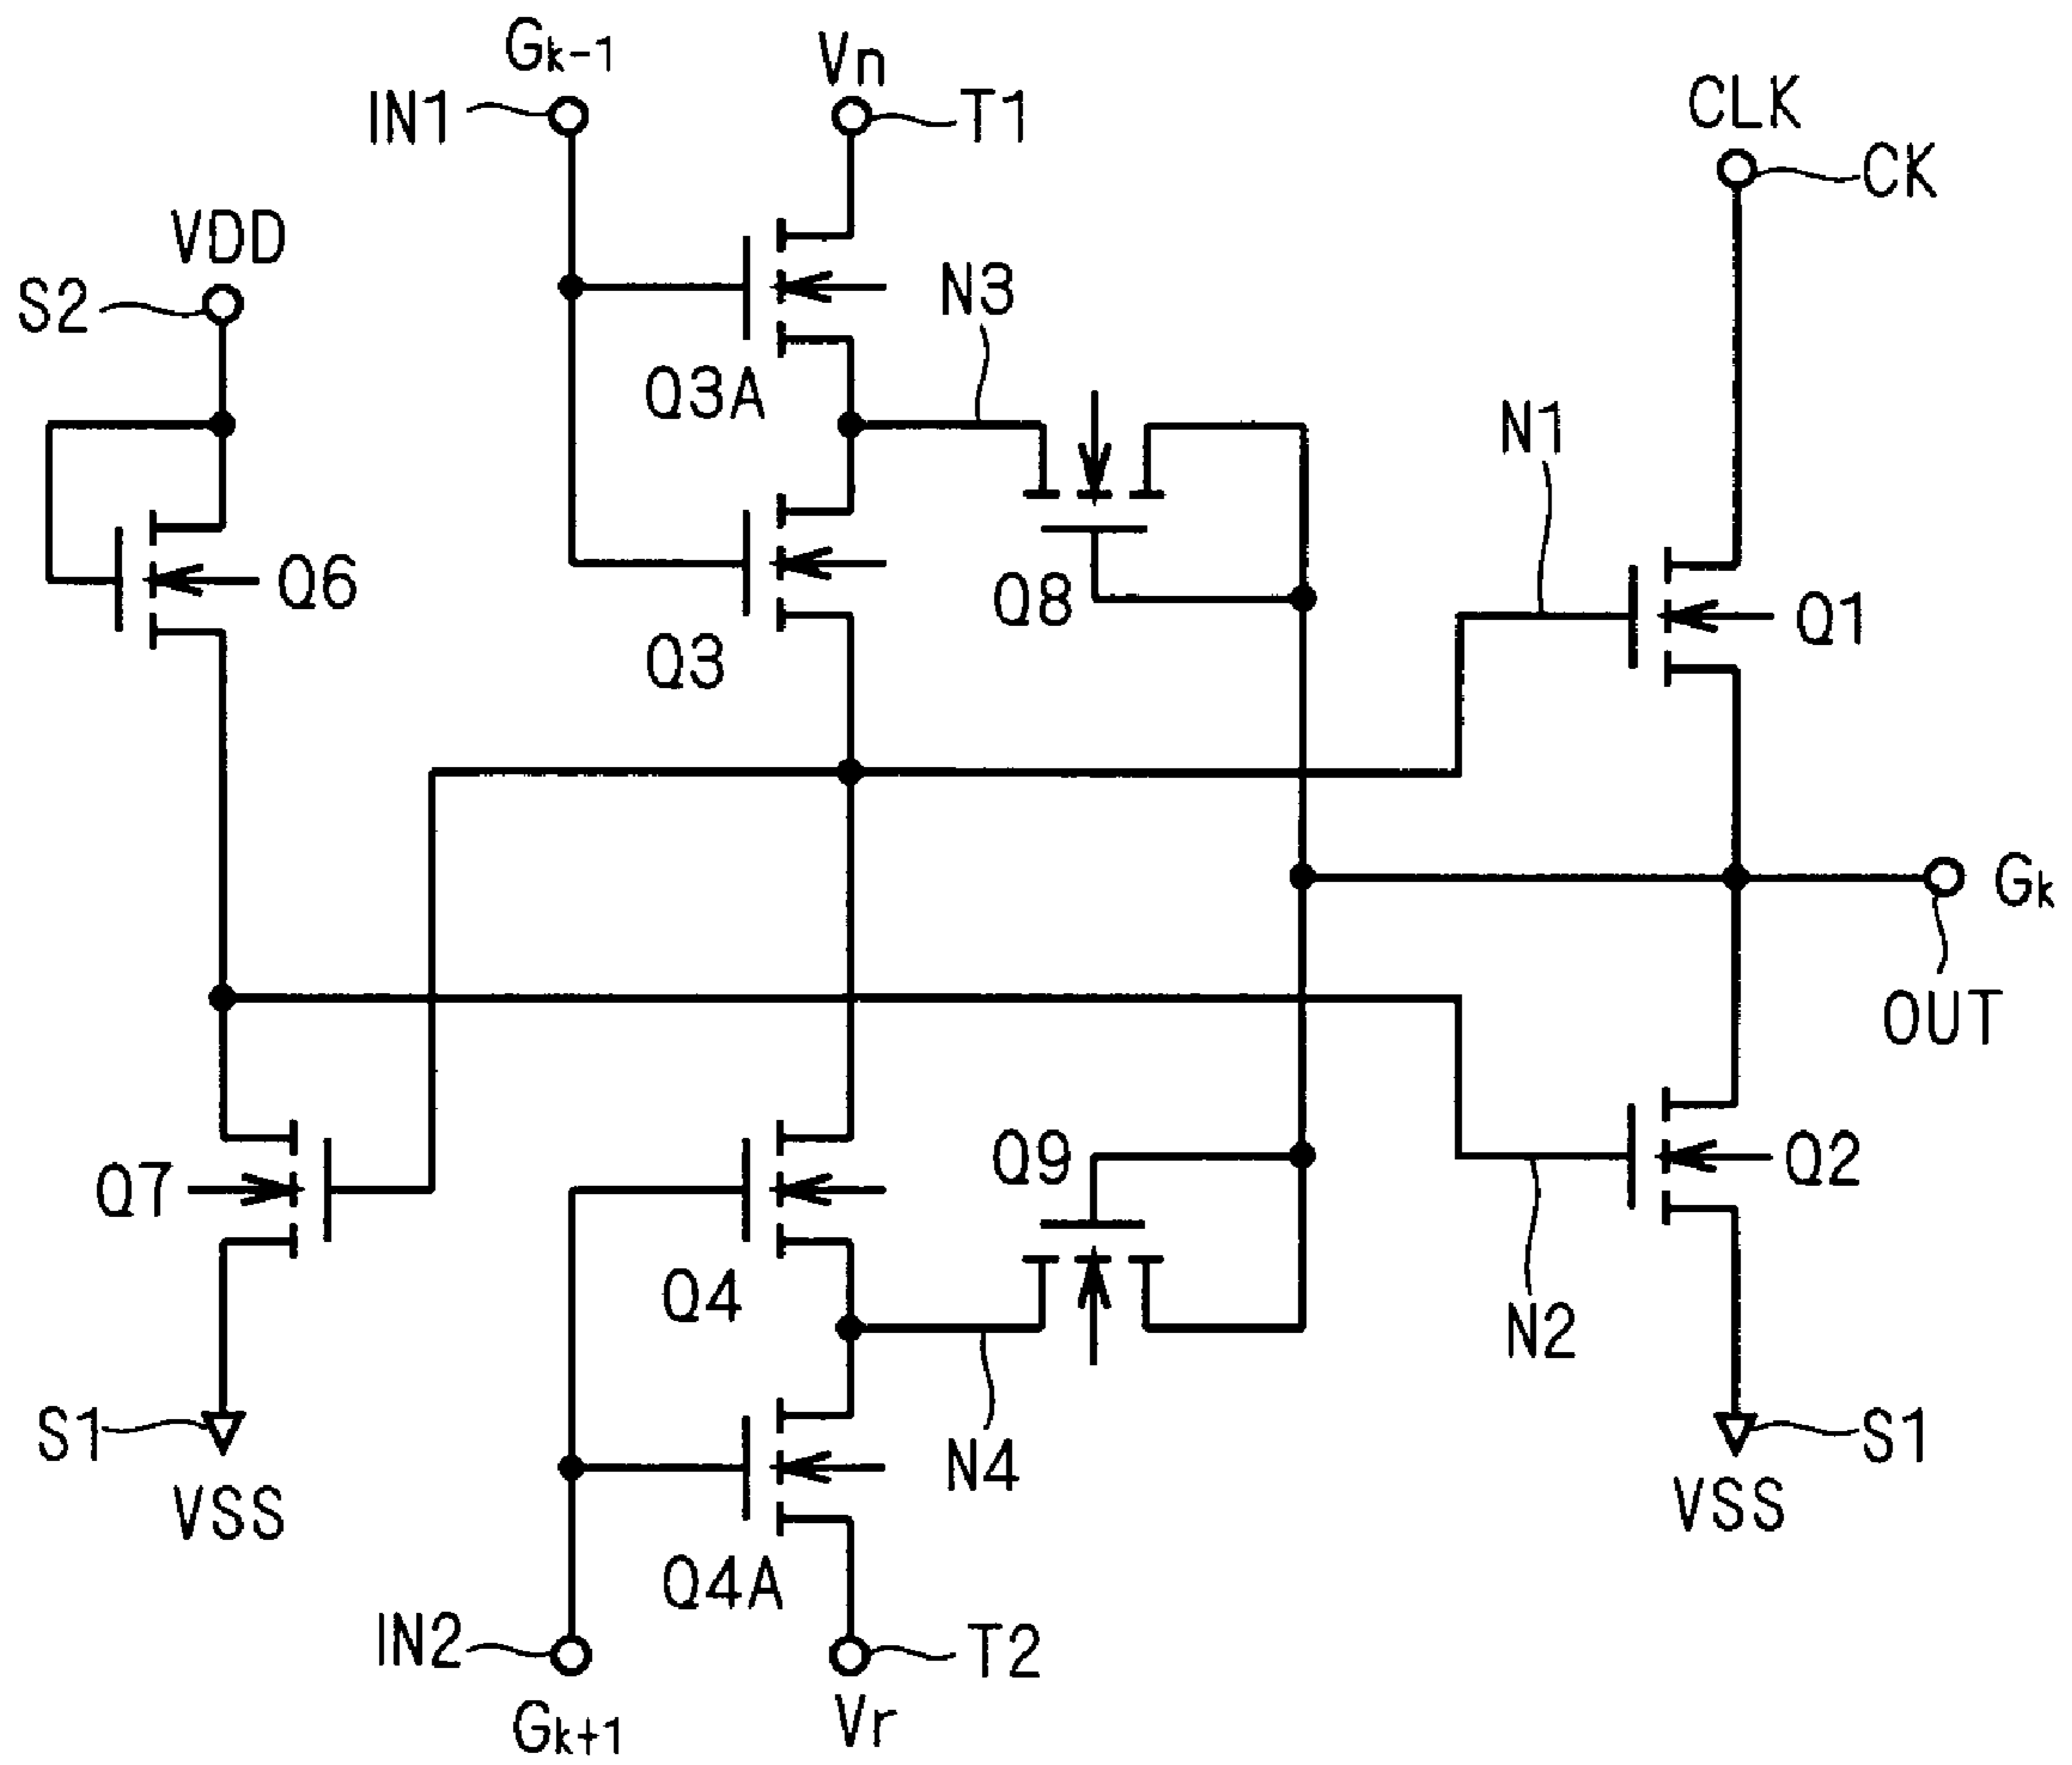 Gk-1
Vn
IN1
T1
CLK
CK
VDD
S2
N3
Q3A
N1
Q6
Q8
Q1
Q3
Gk
OUT
Q9
Q7
Q2
Q4
N2
S1
N4
S1
VSS
VSS
Q4A
IN2
T2
Gk+1
Vr